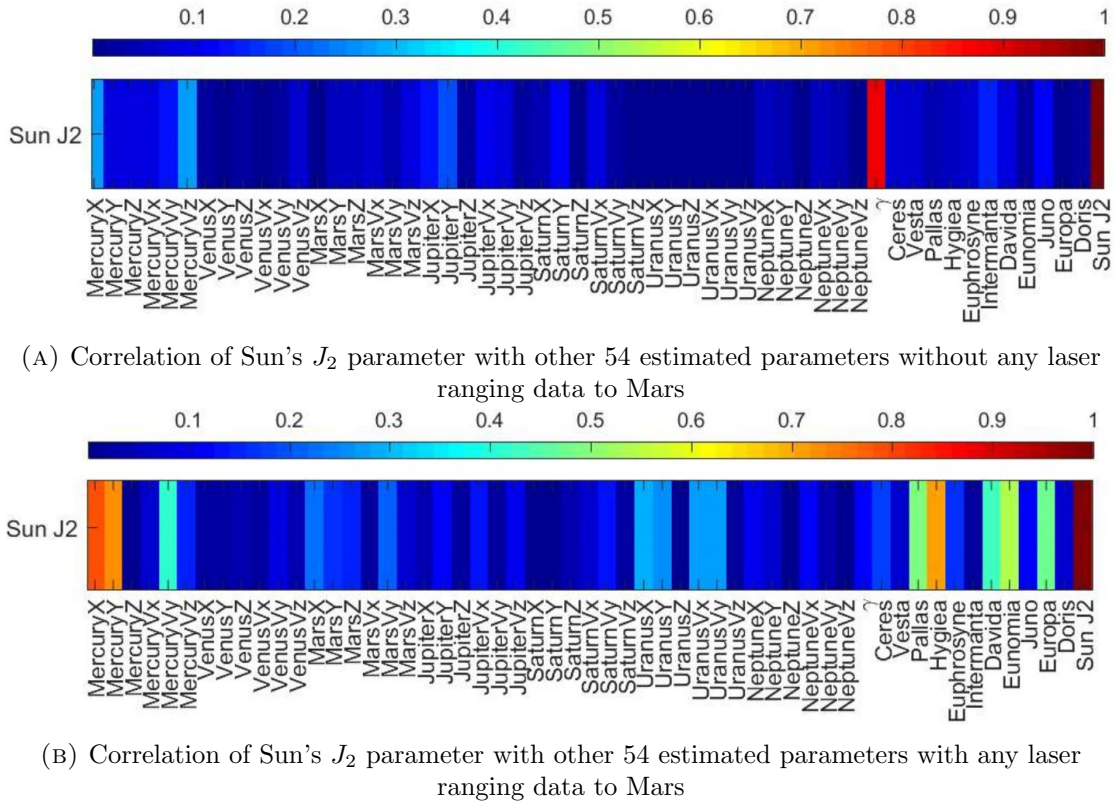 0.1 0.2 0.3 0.4 0.5 0.6 0.7 0.8 0.9 1
Sun J2
MercuryX
MercuryY
MercuryZ
MercuryVx
MercuryVy
MercuryVz
VenusX
VenusY
VenusZ
VenusVx
VenusVy
VenusVz
MarsX
MarsY
MarsZ
MarsVx
MarsVy
MarsVz
JupiterX
JupiterY
JupiterZ
JupiterVx
JupiterVy
JupiterVz
SaturnX
SaturnY
SaturnZ
SaturnVx
SaturnVy
SaturnVz
UranusX
UranusY
UranusZ
UranusVx
UranusVy
UranusVz
NeptuneX
NeptuneY
NeptuneZ
NeptuneVx
NeptuneVy
NeptuneVz
γ
Ceres
Vesta
Pallas
Hygiea
Euphrosyne
Intermanta
Davida
Eunomia
Juno
Europa
Doris
Sun J2
(A) Correlation of Sun's J₂ parameter with other 54 estimated parameters without any laser
ranging data to Mars
0.1 0.2 0.3 0.4 0.5 0.6 0.7 0.8 0.9 1
Sun J2
MercuryX
MercuryY
MercuryZ
MercuryVx
MercuryVy
MercuryVz
VenusX
VenusY
VenusZ
VenusVx
VenusVy
VenusVz
MarsX
MarsY
MarsZ
MarsVx
MarsVy
MarsVz
JupiterX
JupiterY
JupiterZ
JupiterVx
JupiterVy
JupiterVz
SaturnX
SaturnY
SaturnZ
SaturnVx
SaturnVy
SaturnVz
UranusX
UranusY
UranusZ
UranusVx
UranusVy
UranusVz
NeptuneX
NeptuneY
NeptuneZ
NeptuneVx
NeptuneVy
NeptuneVz
γ
Ceres
Vesta
Pallas
Hygiea
Euphrosyne
Intermanta
Davida
Eunomia
Juno
Europa
Doris
Sun J2
(B) Correlation of Sun's J₂ parameter with other 54 estimated parameters with any laser
ranging data to Mars